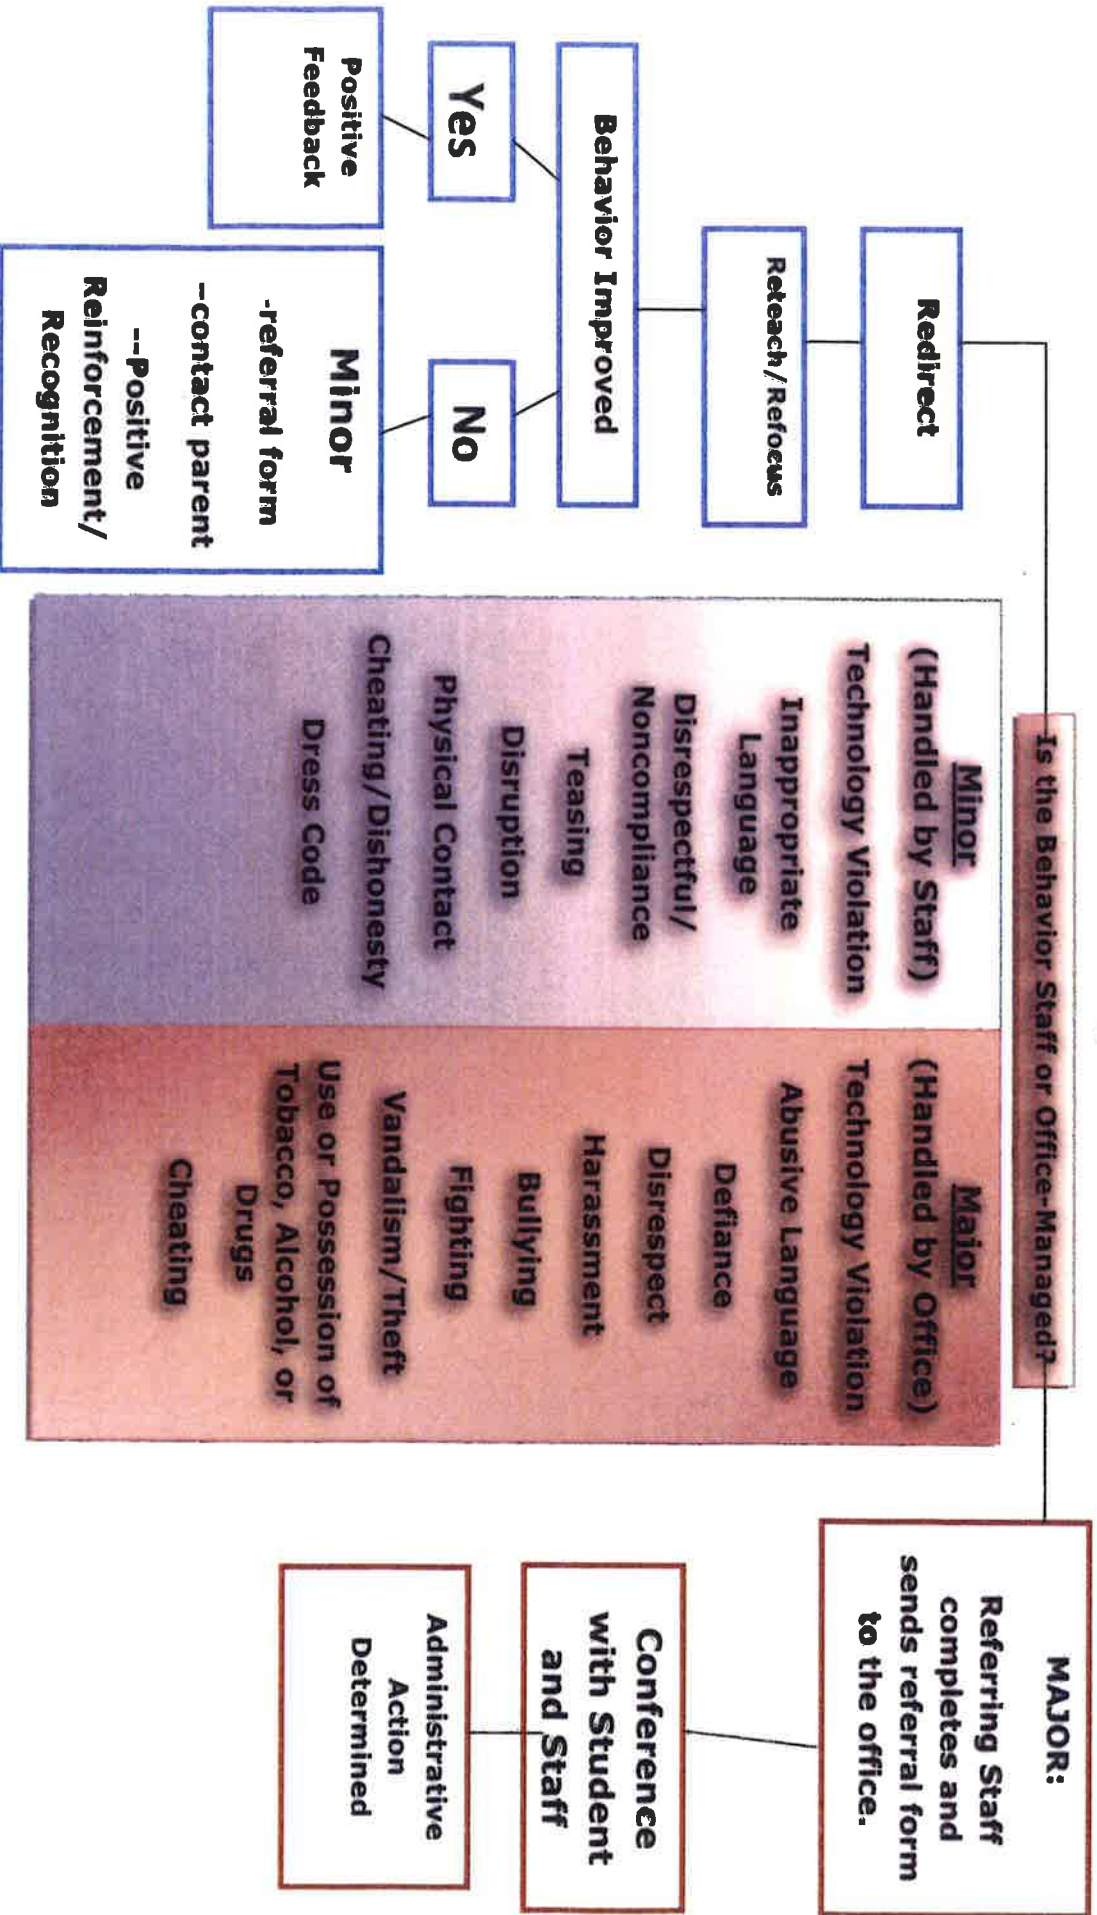 Is the Behavior Staff or Office-Managed?
Redirect
Reteach/Refocus
Behavior Improved
Yes
No
Positive
Feedback
Minor
-referral form
--contact parent
--Positive
Reinforcement/
Recognition
Minor
(Handled by Staff)
Technology Violation
Inappropriate
Language
Disrespectful/
Noncompliance
Teasing
Disruption
Physical Contact
Cheating/Dishonesty
Dress Code
Major
(Handled by Office)
Technology Violation
Abusive Language
Defiance
Disrespect
Harassment
Bullying
Fighting
Vandalism/Theft
Use or Possession of
Tobacco, Alcohol, or
Drugs
Cheating
MAJOR:
Referring Staff
completes and
sends referral form
to the office.
Conference
with Student
and Staff
Administrative
Action
Determined